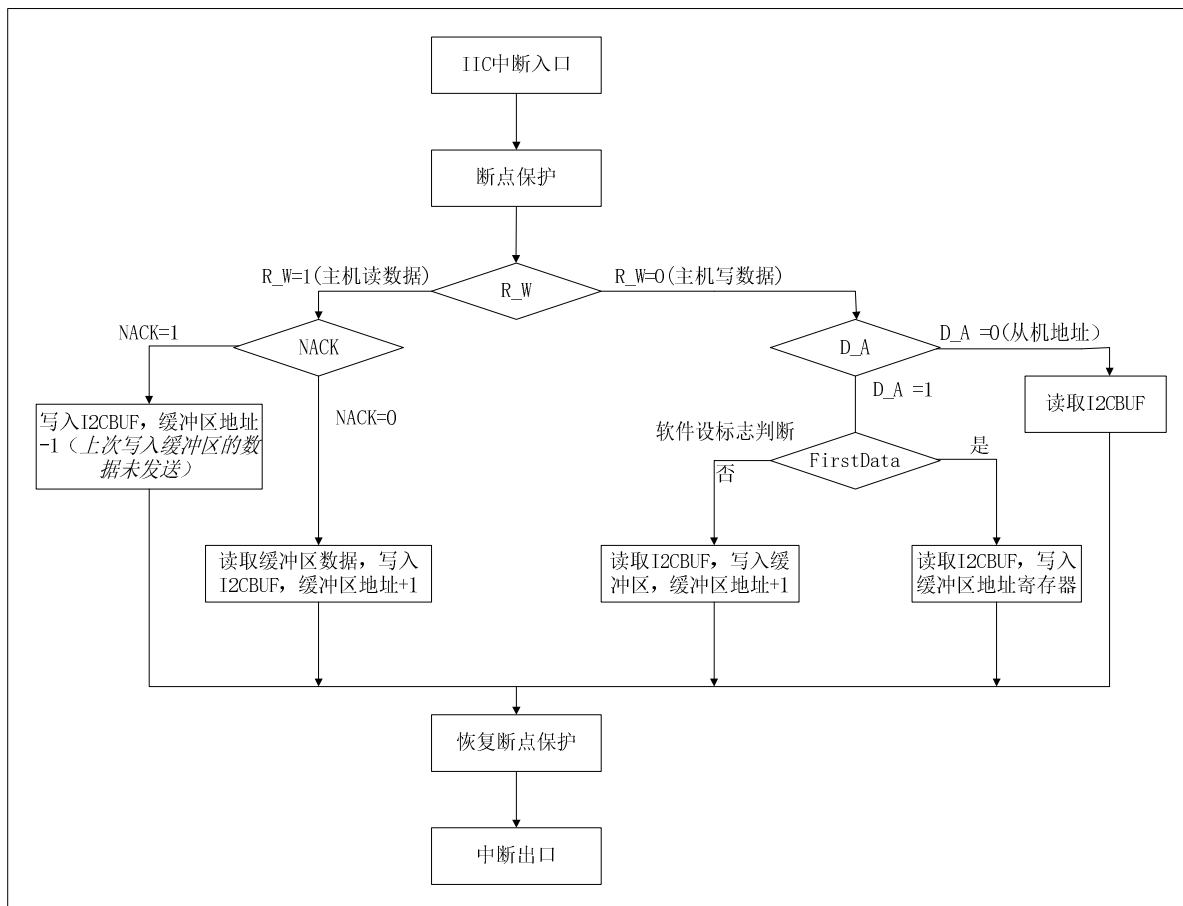 IIC中断入口
断点保护
R_W=1(主机读数据)
R_W=0(主机写数据)
R_W
NACK=1
NACK
D_A
D_A =0(从机地址)
写入I2CBUF，缓冲区地址
-1（上次写入缓冲区的数
据未发送）
NACK=0
D_A =1
读取I2CBUF
软件设标志判断
FirstData
否
是
读取缓冲区数据，写入
I2CBUF，缓冲区地址+1
读取I2CBUF，写入缓
冲区，缓冲区地址+1
读取I2CBUF，写入
缓冲区地址寄存器
恢复断点保护
中断出口